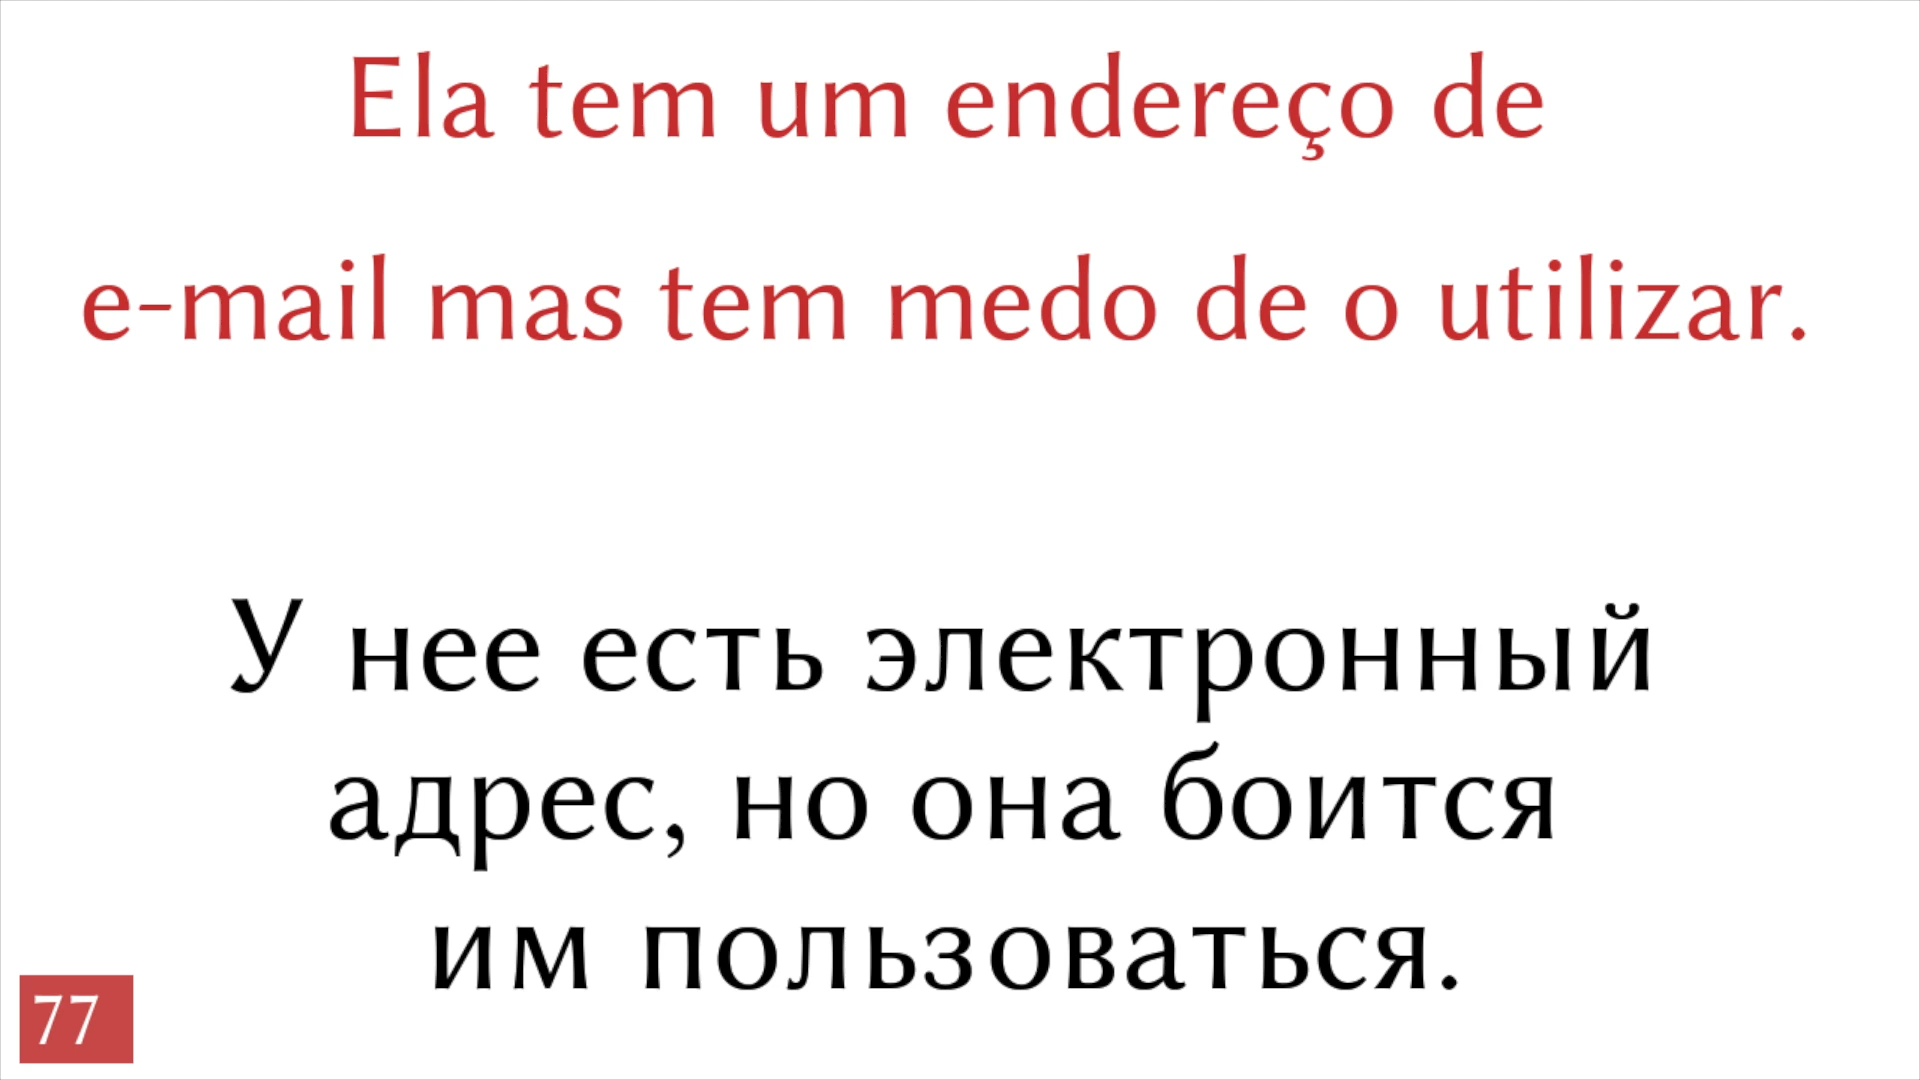 Ela tem um endereço de
e-mail mas tem medo de o utilizar.
У нее есть электронный
адрес, но она боится
им пользоваться.
77